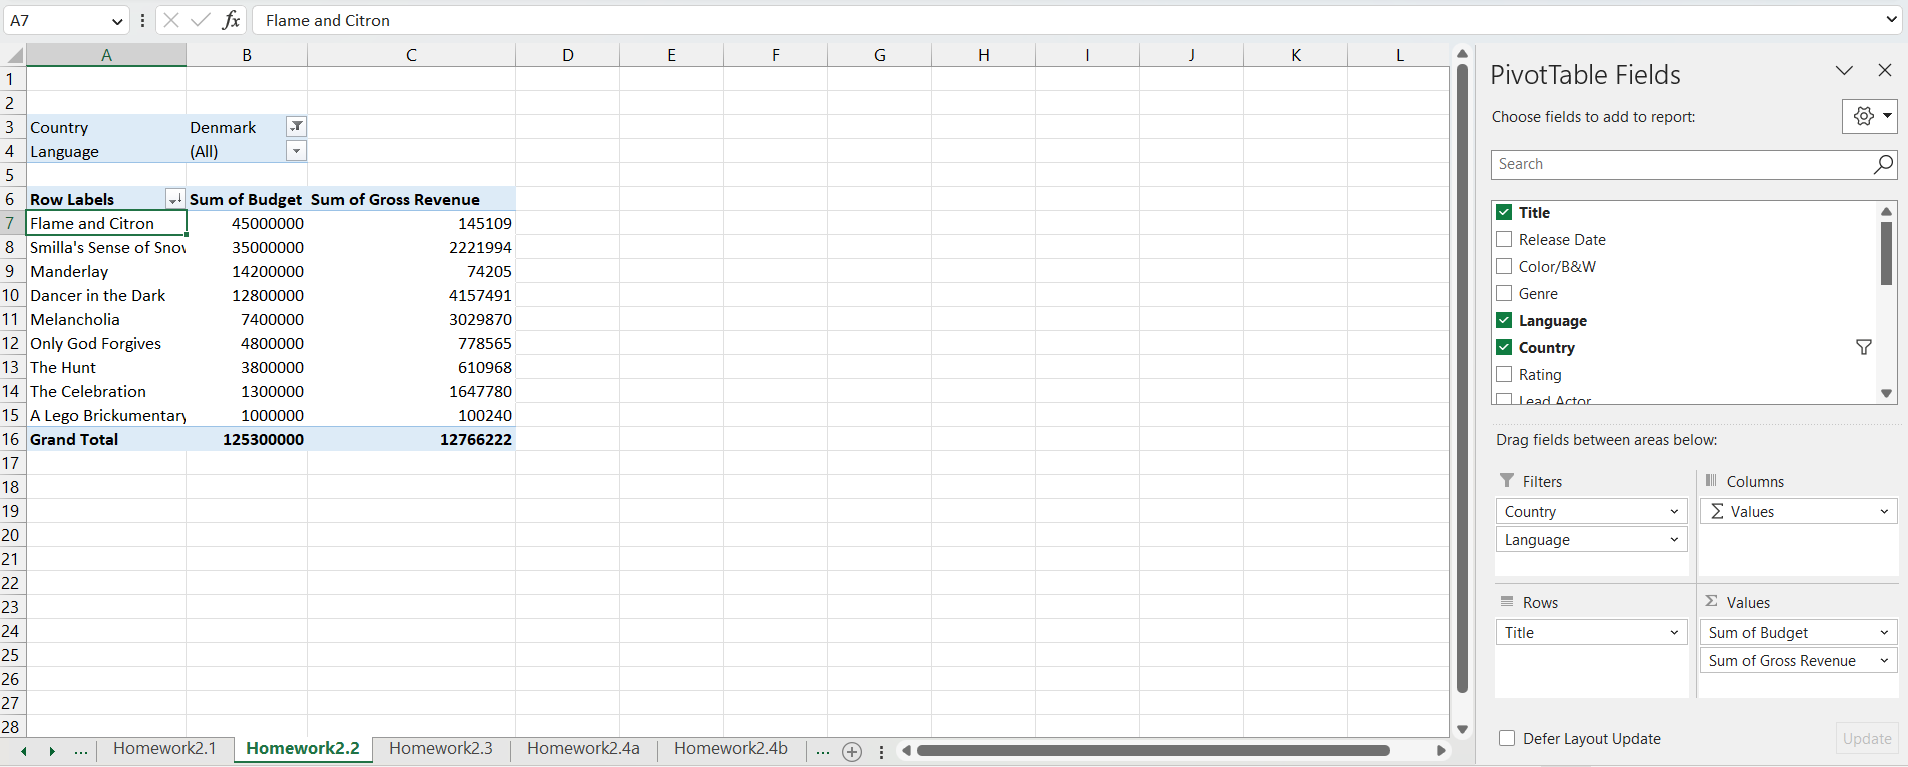 A7
fx
Flame and Citron
A B C D E F G H I J K L
1
2
3 Country Denmark
4 Language (All)
5
6 Row Labels Sum of Budget Sum of Gross Revenue
7 Flame and Citron 45000000 145109
8 Smilla's Sense of Snov 35000000 2221994
9 Manderlay 14200000 74205
10 Dancer in the Dark 12800000 4157491
11 Melancholia 7400000 3029870
12 Only God Forgives 4800000 778565
13 The Hunt 3800000 610968
14 The Celebration 1300000 1647780
15 A Lego Brickumentary 1000000 100240
16 Grand Total 125300000 12766222
17
18
19
20
21
22
23
24
25
26
27
28
... Homework2.1 Homework2.2 Homework2.3 Homework2.4a Homework2.4b ...
PivotTable Fields
Choose fields to add to report:
Search
Title
Release Date
Color/B&W
Genre
Language
Country
Rating
Lead Actor
Drag fields between areas below:
Filters
Country
Language
Columns
Σ Values
Rows
Title
Σ Values
Sum of Budget
Sum of Gross Revenue
Defer Layout Update
Update